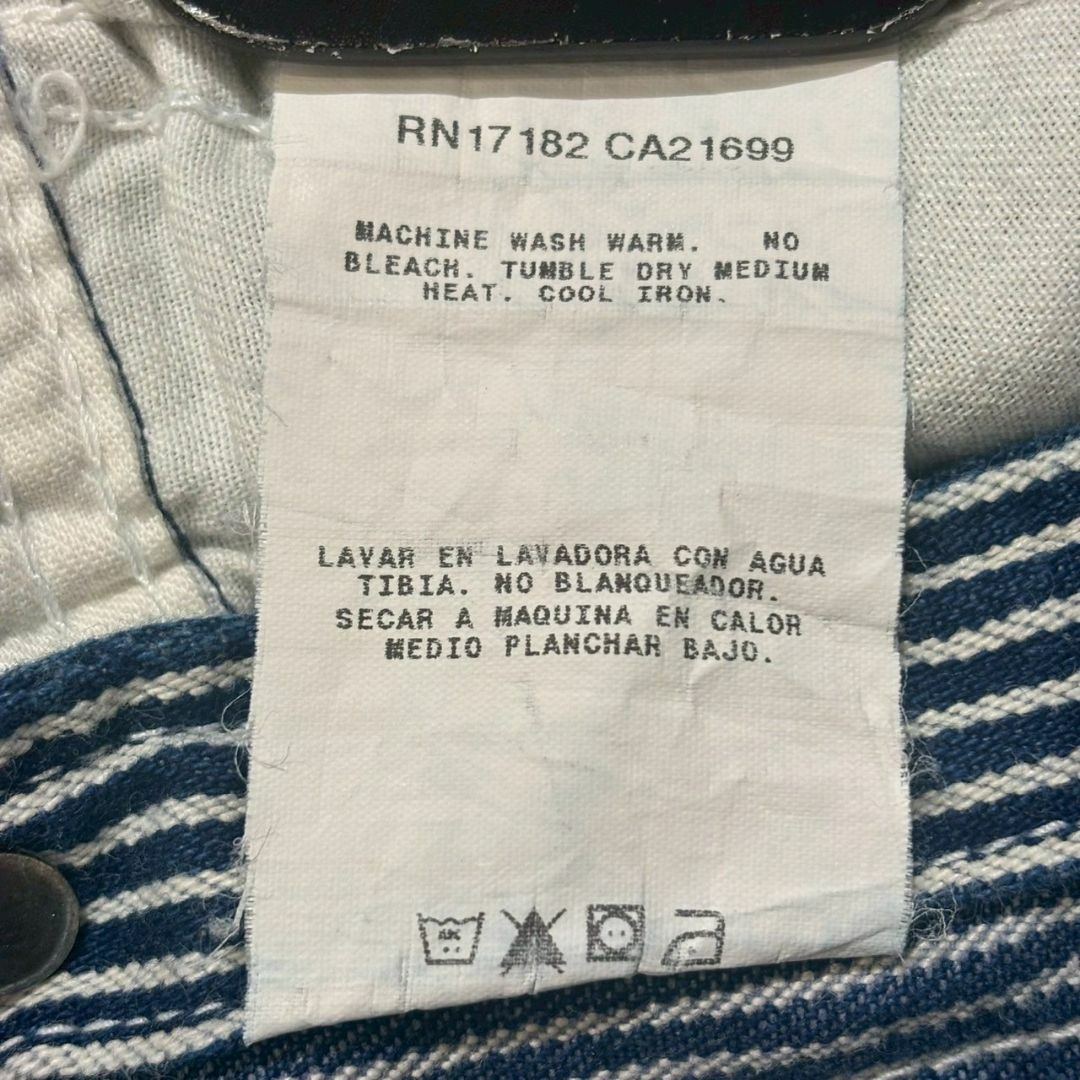 RN17182 CA21699
MACHINE WASH WARM. NO
BLEACH. TUMBLE DRY MEDIUM
HEAT. COOL IRON.
LAVAR EN LAVADORA CON AGUA
TIBIA. NO BLANQUEADOR.
SECAR A MAQUINA EN CALOR
MEDIO PLANCHAR BAJO.